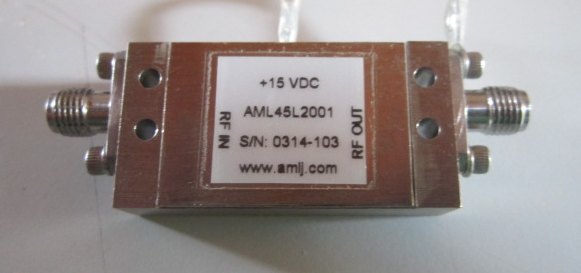 +15 VDC
RF IN
AML45L2001
RF OUT
S/N: 0314-103
www.amlj.com